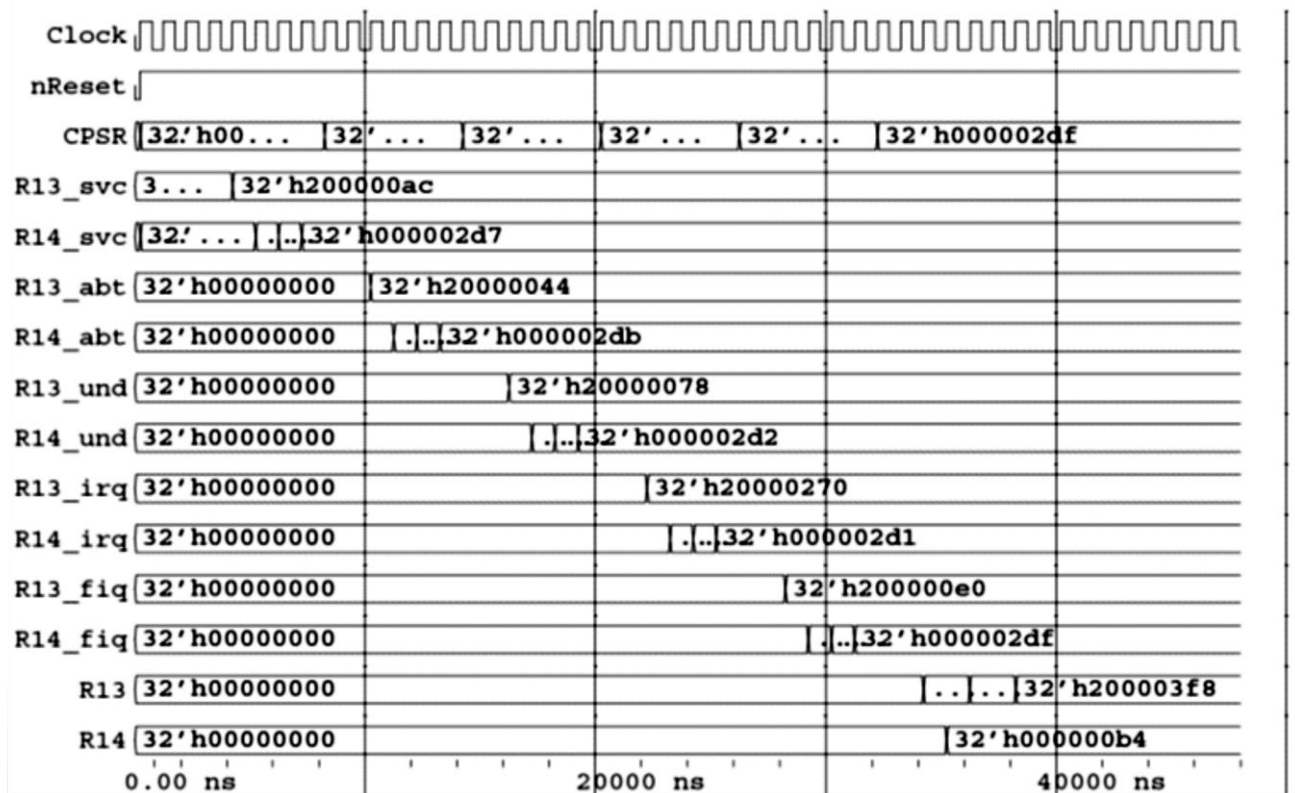 Clock
nReset
CPSR 32'h00... 32'... 32'... 32'... 32'... 32'h000002df
R13_svc 3... 32'h200000ac
R14_svc 32'... . .. 32'h000002d7
R13_abt 32'h00000000 32'h20000044
R14_abt 32'h00000000 . .. 32'h000002db
R13_und 32'h00000000 32'h20000078
R14_und 32'h00000000 . .. 32'h000002d2
R13_irq 32'h00000000 32'h20000270
R14_irq 32'h00000000 . .. 32'h000002d1
R13_fiq 32'h00000000 32'h200000e0
R14_fiq 32'h00000000 . .. 32'h000002df
R13 32'h00000000 .. .. 32'h200003f8
R14 32'h00000000 32'h000000b4
0.00 ns 20000 ns 40000 ns